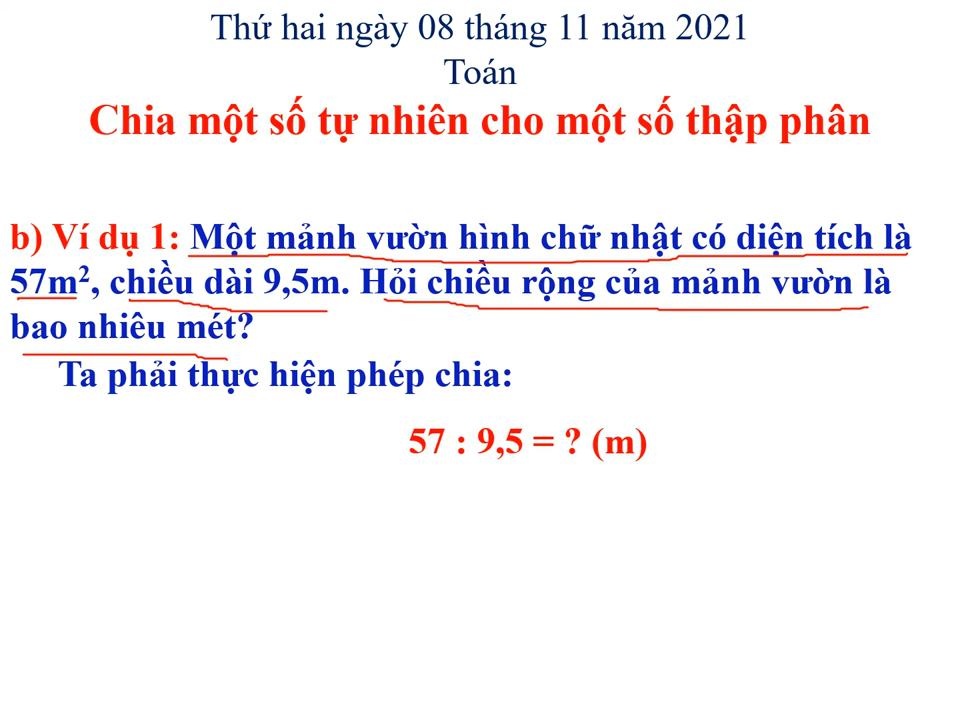 Thứ hai ngày 08 tháng 11 năm 2021
Toán
Chia một số tự nhiên cho một số thập phân
b) Ví dụ 1: Một mảnh vườn hình chữ nhật có diện tích là
57m², chiều dài 9,5m. Hỏi chiều rộng của mảnh vườn là
bao nhiêu mét?
Ta phải thực hiện phép chia:
57 : 9,5 = ? (m)